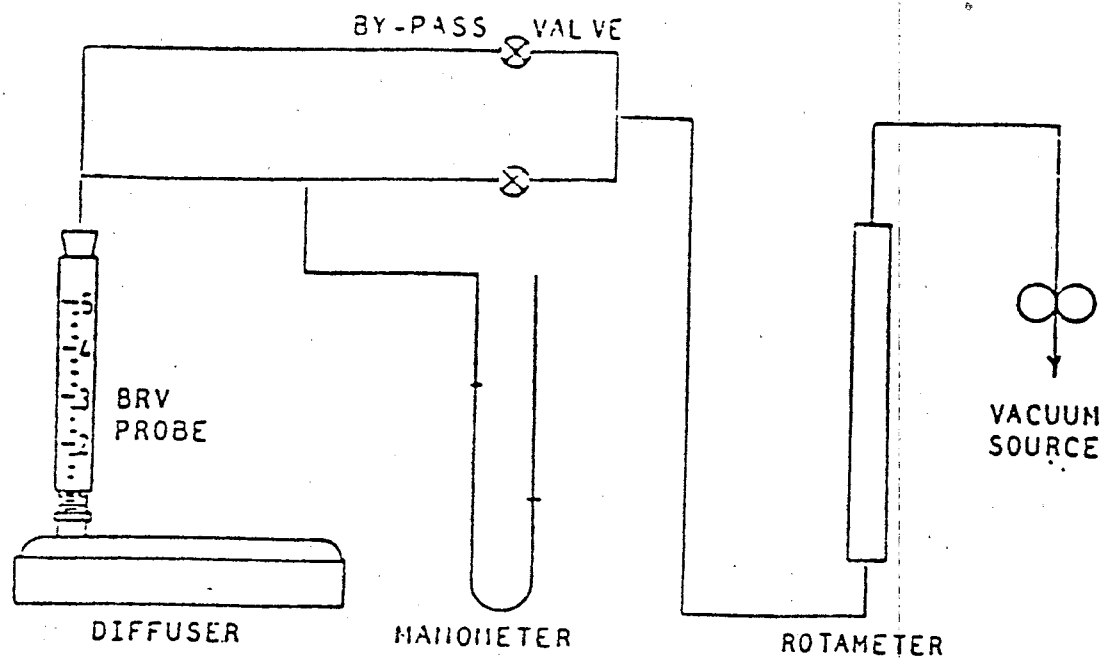 BY-PASS VALVE
BRV
PROBE
VACUUM
SOURCE
DIFFUSER
MANOMETER
ROTAMETER